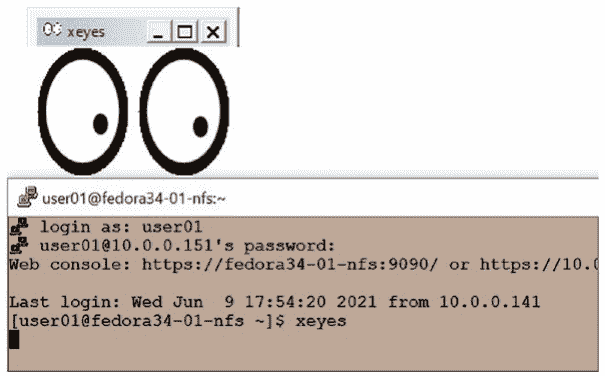 xeyes
user01@fedora34-01-nfs:~
login as: user01
user01@10.0.0.151's password:
Web console: https://fedora34-01-nfs:9090/ or https://10.0
Last login: Wed Jun  9 17:54:20 2021 from 10.0.0.141
[user01@fedora34-01-nfs ~]$ xeyes